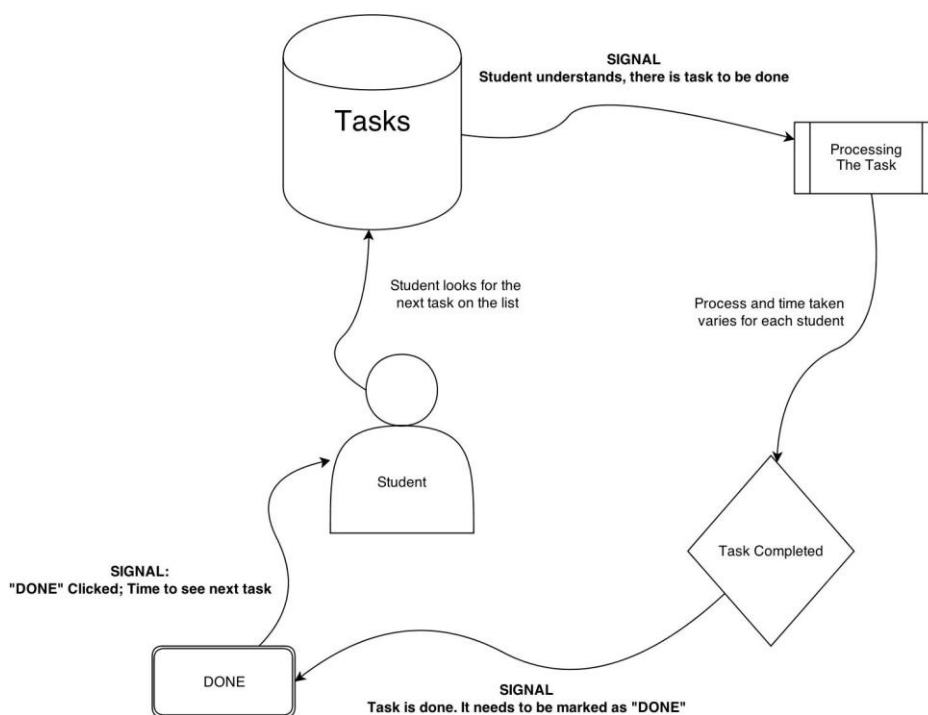 SIGNAL
Student understands, there is task to be done
Tasks
Processing
The Task
Student looks for the
next task on the list
Process and time taken
varies for each student
Student
Task Completed
SIGNAL:
"DONE" Clicked; Time to see next task
DONE
SIGNAL
Task is done. It needs to be marked as "DONE"